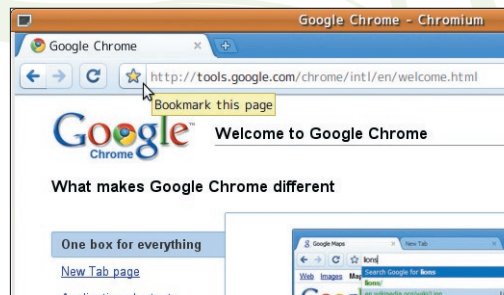 Google Chrome - Chromium
Google Chrome
http://tools.google.com/chrome/intl/en/welcome.html
Bookmark this page
Google™ Welcome to Google Chrome
Chrome
What makes Google Chrome different
One box for everything
New Tab page
Google Maps New Tab
lions
Web Images Search Google for lions
lions/